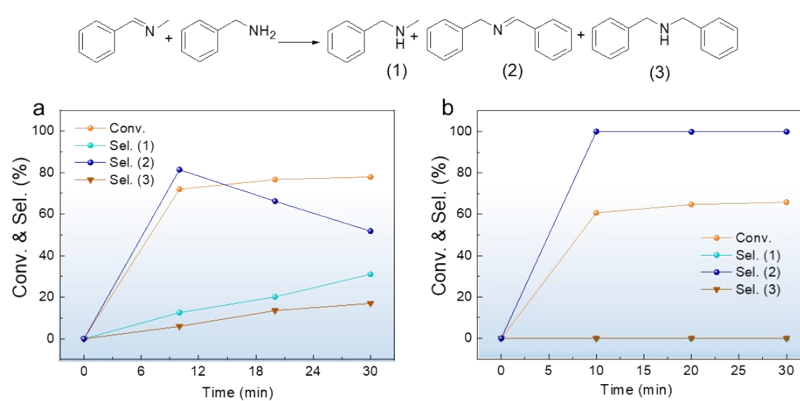 N + NH₂ N H + N + N H
(1) (2) (3)
a
Conv. & Sel. (%)
100
80
60
40
20
0
Conv.
Sel. (1)
Sel. (2)
Sel. (3)
0 6 12 18 24 30
Time (min)
b
Conv. & Sel. (%)
100
80
60
40
20
0
Conv.
Sel. (1)
Sel. (2)
Sel. (3)
0 5 10 15 20 25 30
Time (min)